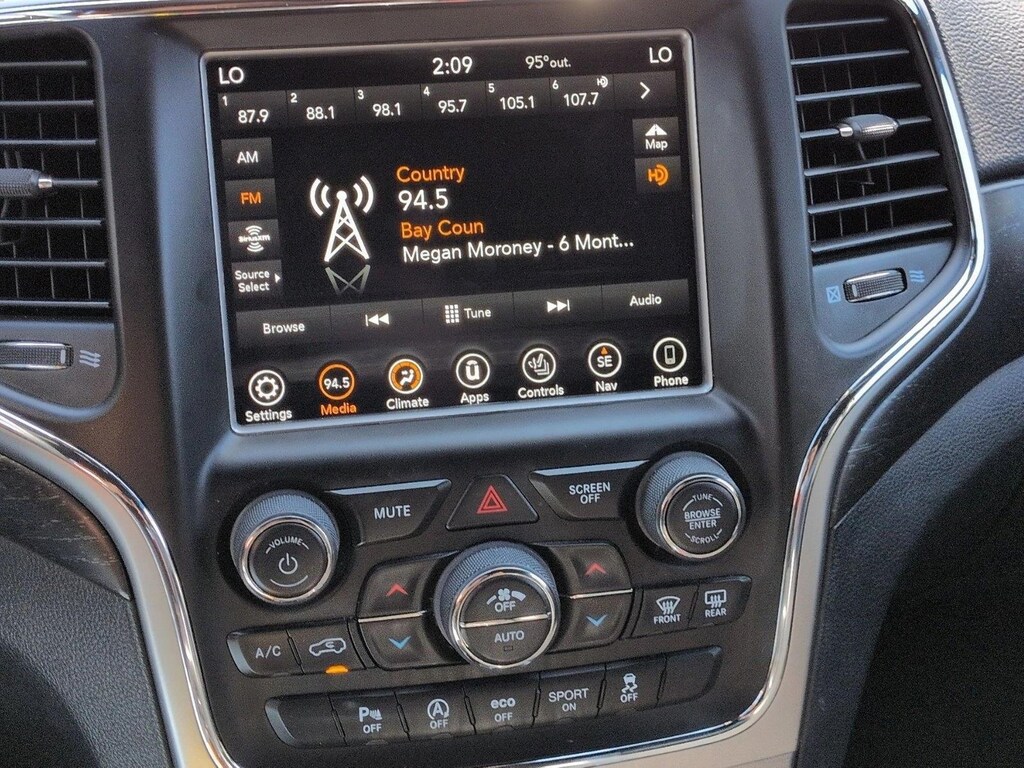 LO 2:09 95°out. LO
1 87.9 2 88.1 3 98.1 4 95.7 5 105.1 6 107.7 HD
AM
Map
Country
FM
94.5
HD
Bay Coun
SiriusXM
Megan Moroney - 6 Mont...
Source
Select
Browse Tune Audio
94.5 SE
Settings Media Climate Apps Controls Nav Phone
MUTE
SCREEN
OFF
VOLUME
TUNE
BROWSE
ENTER
SCROLL
OFF
AUTO
FRONT
REAR
A/C
P OFF
A OFF
eco
OFF
SPORT
ON
OFF